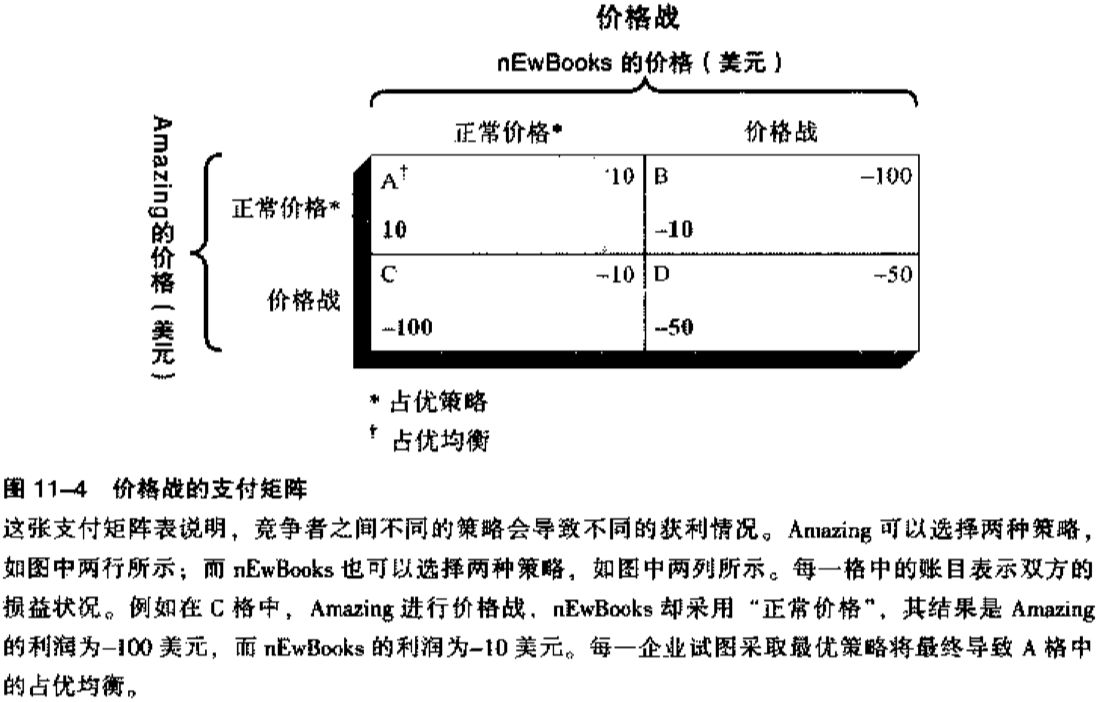 价格战
nEwBooks 的价格（美元）
正常价格* 价格战
Amazing的价格（美元）
正常价格*
A† 10 B -100
10 -10
价格战
C -10 D -50
-100 -50
* 占优策略
† 占优均衡
图 11-4 价格战的支付矩阵
这张支付矩阵表说明，竞争者之间不同的策略会导致不同的获利情况。Amazing 可以选择两种策略，
如图中两行所示；而 nEwBooks 也可以选择两种策略，如图中两列所示。每一格中的账目表示双方的
损益状况。例如在 C 格中，Amazing 进行价格战，nEwBooks 却采用“正常价格”，其结果是 Amazing
的利润为-100 美元，而 nEwBooks 的利润为-10 美元。每一企业试图采取最优策略将最终导致 A 格中
的占优均衡。